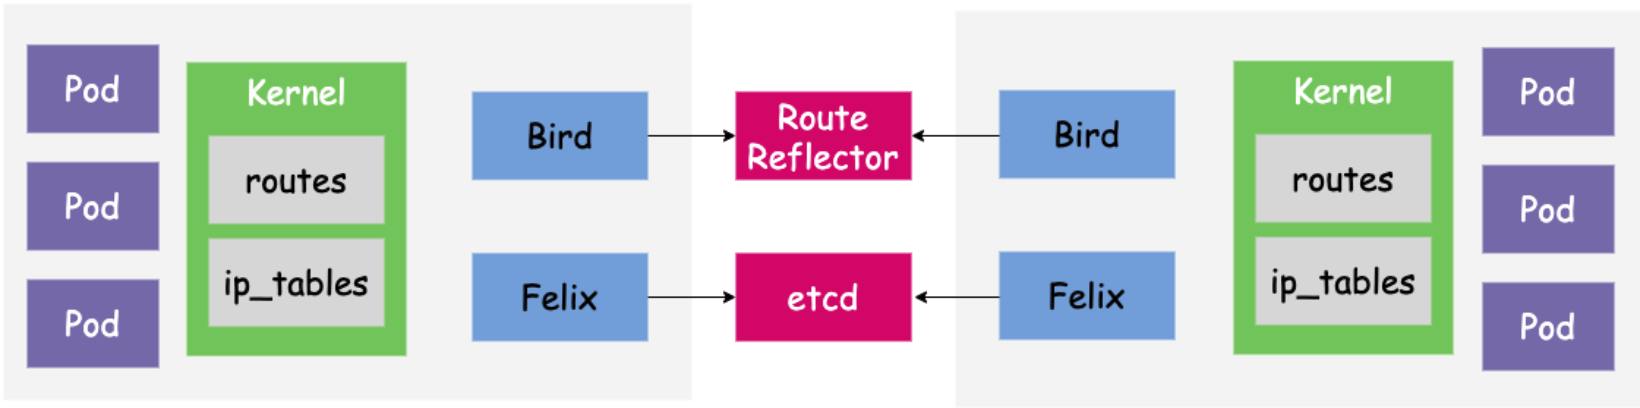 Pod
Pod
Pod
Kernel
routes
ip_tables
Bird
Felix
Route
Reflector
etcd
Bird
Felix
Kernel
routes
ip_tables
Pod
Pod
Pod